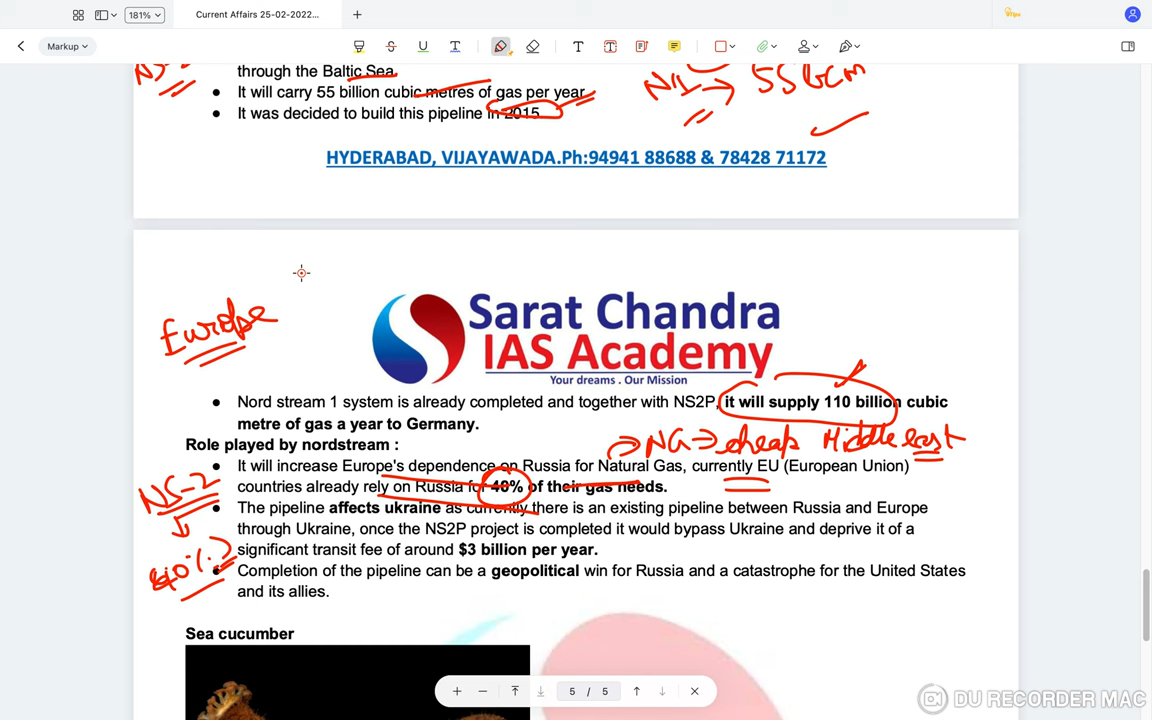 181%
Current Affairs 25-02-2022...
Markup
NS-2
through the Baltic Sea.
It will carry 55 billion cubic metres of gas per year
NS1 → 55 bcm
It was decided to build this pipeline in 2015.
HYDERABAD, VIJAYAWADA.Ph:94941 88688 & 78428 71172
Europe
Sarat Chandra
IAS Academy
Your dreams . Our Mission
Nord stream 1 system is already completed and together with NS2P, it will supply 110 billion cubic
metre of gas a year to Germany.
→ NG → cheap Middle east
Role played by nordstream :
It will increase Europe's dependence on Russia for Natural Gas, currently EU (European Union)
countries already rely on Russia for 40% of their gas needs.
NS-2
The pipeline affects ukraine as currently there is an existing pipeline between Russia and Europe
through Ukraine, once the NS2P project is completed it would bypass Ukraine and deprive it of a
significant transit fee of around $3 billion per year.
40%
Completion of the pipeline can be a geopolitical win for Russia and a catastrophe for the United States
and its allies.
Sea cucumber
5 / 5
DU RECORDER MAC